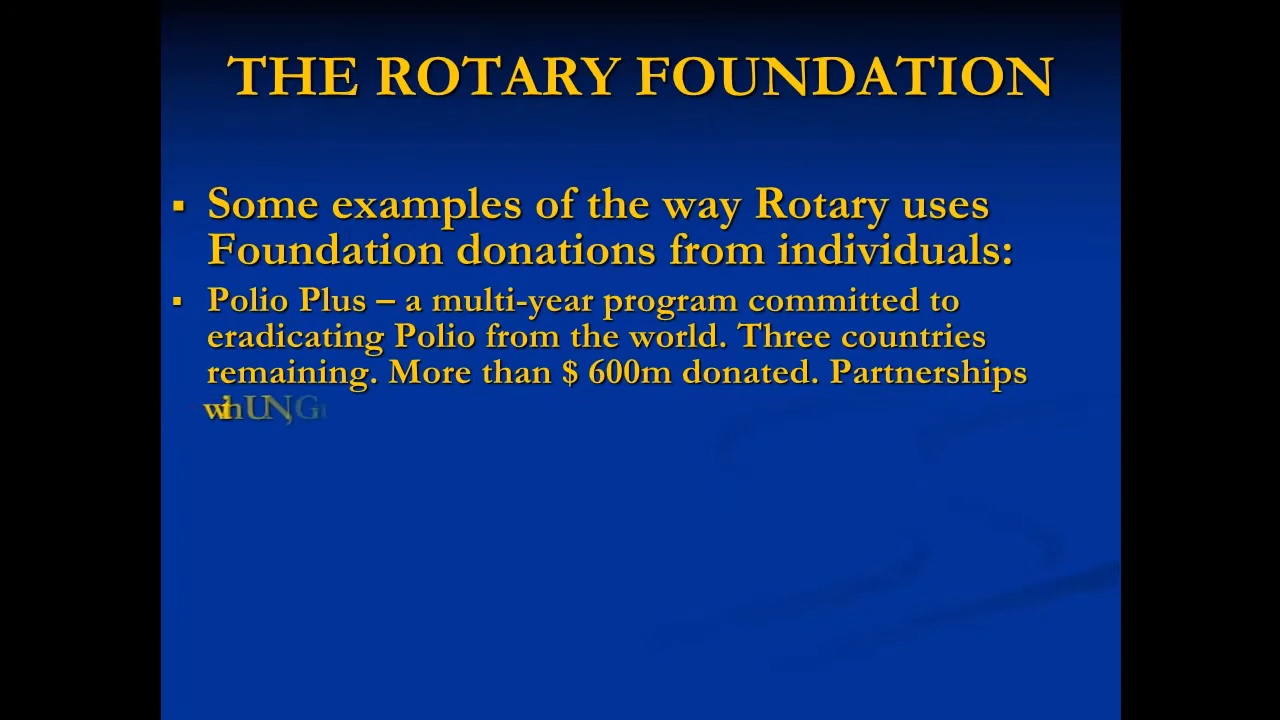 THE ROTARY FOUNDATION
Some examples of the way Rotary uses
Foundation donations from individuals:
Polio Plus – a multi-year program committed to
eradicating Polio from the world. Three countries
remaining. More than $ 600m donated. Partnerships
UN,